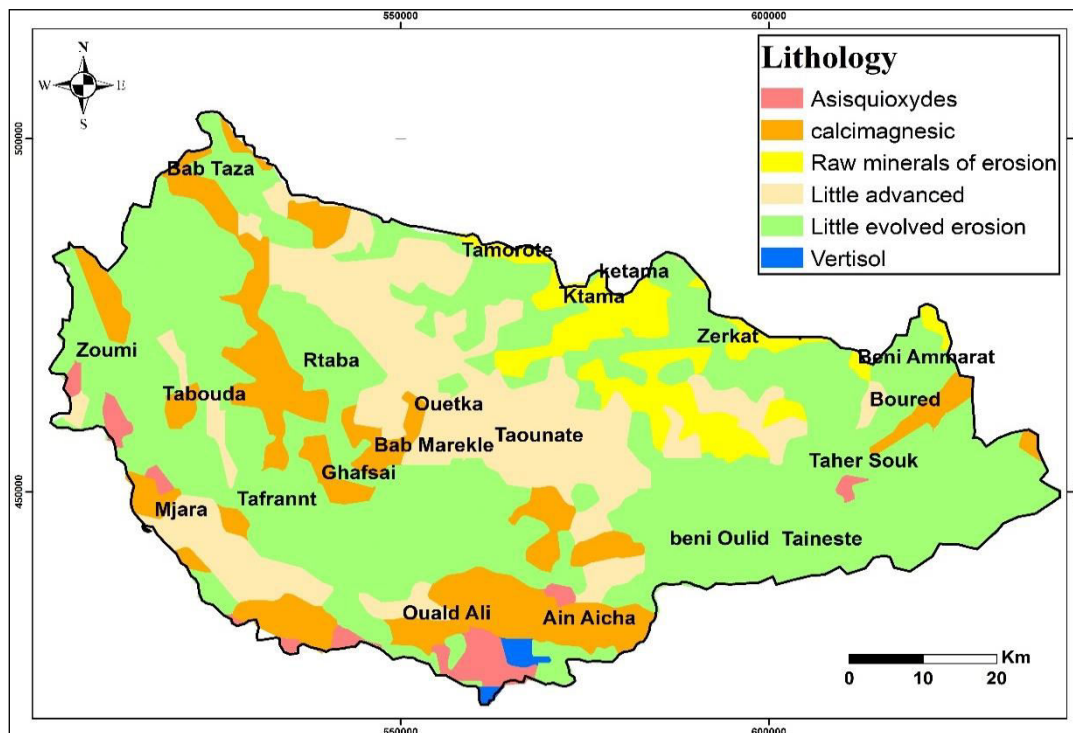 550000
600000
N
W
E
S
Lithology
Asisquioxydes
calcimagnesic
Raw minerals of erosion
Little advanced
Little evolved erosion
Vertisol
500000
Bab Taza
Tamorote
ketama
Ktama
Zerkat
Zoumi
Rtaba
Beni Ammarat
Tabouda
Ouetka
Boured
Bab Marekle
Taounate
Ghafsai
Taher Souk
450000
Tafrannt
Mjara
beni Oulid
Taineste
Ouald Ali
Ain Aicha
Km
0
10
20
550000
600000